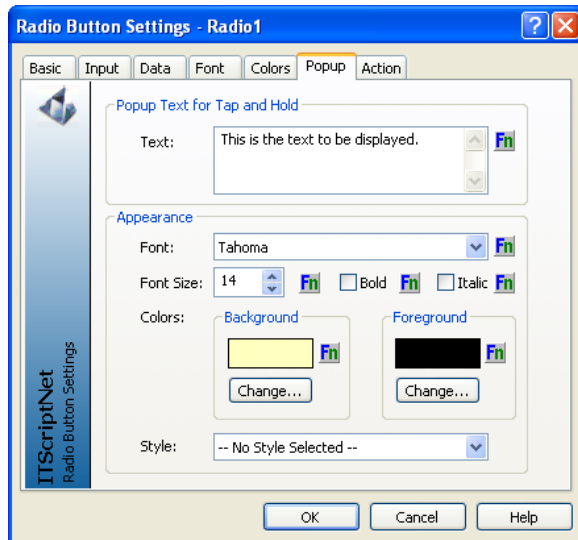 Radio Button Settings - Radio1
Basic Input Data Font Colors Popup Action
Popup Text for Tap and Hold
Text: This is the text to be displayed. Fn
Appearance
Font: Tahoma Fn
Font Size: 14 Fn Bold Fn Italic Fn
Colors: Background Foreground
Fn Fn
Change... Change...
Style: -- No Style Selected --
ITScriptNet
Radio Button Settings
OK Cancel Help